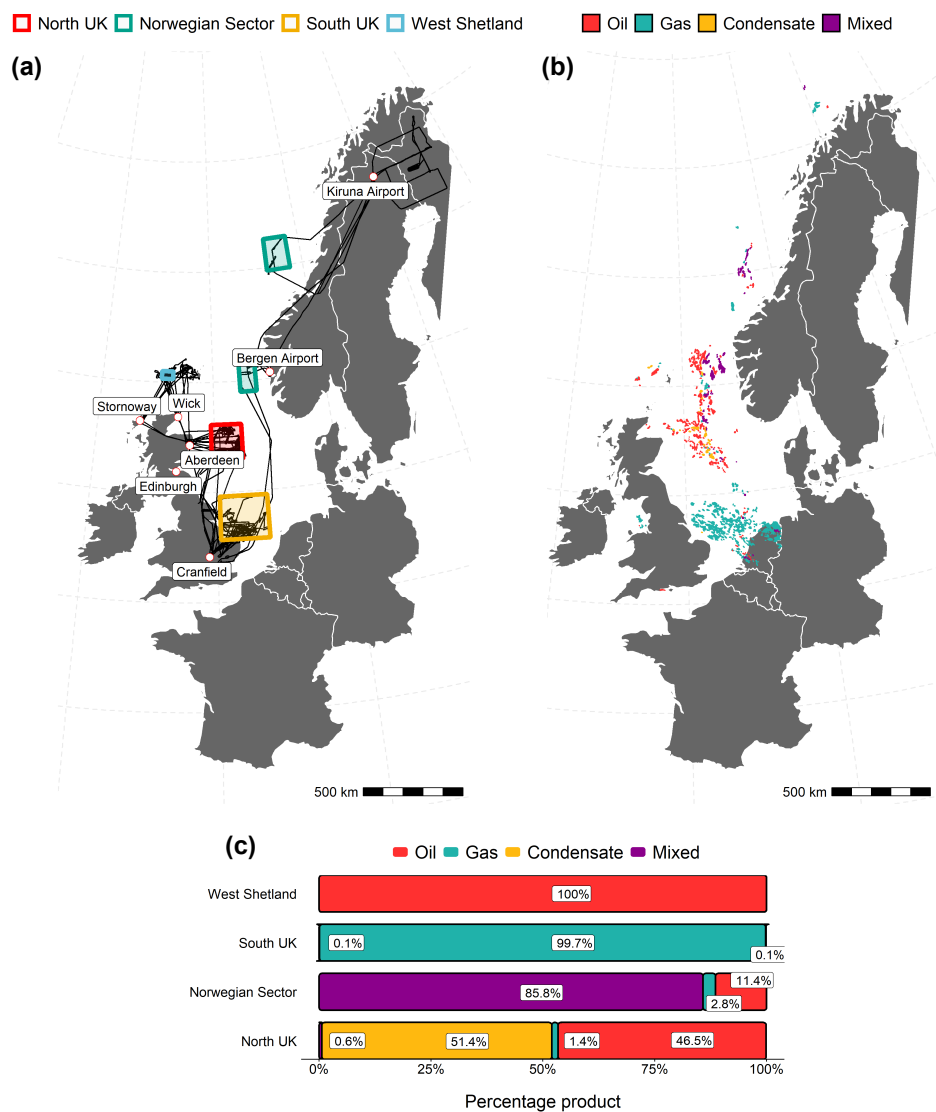 North UK Norwegian Sector South UK West Shetland
Oil Gas Condensate Mixed
(a)
(b)
Kiruna Airport
Bergen Airport
Stornoway
Wick
Aberdeen
Edinburgh
Cranfield
500 km
500 km
(c)
Oil Gas Condensate Mixed
West Shetland
100%
South UK
0.1%
99.7%
0.1%
Norwegian Sector
85.8%
2.8%
11.4%
North UK
0.6%
51.4%
1.4%
46.5%
0% 25% 50% 75% 100%
Percentage product